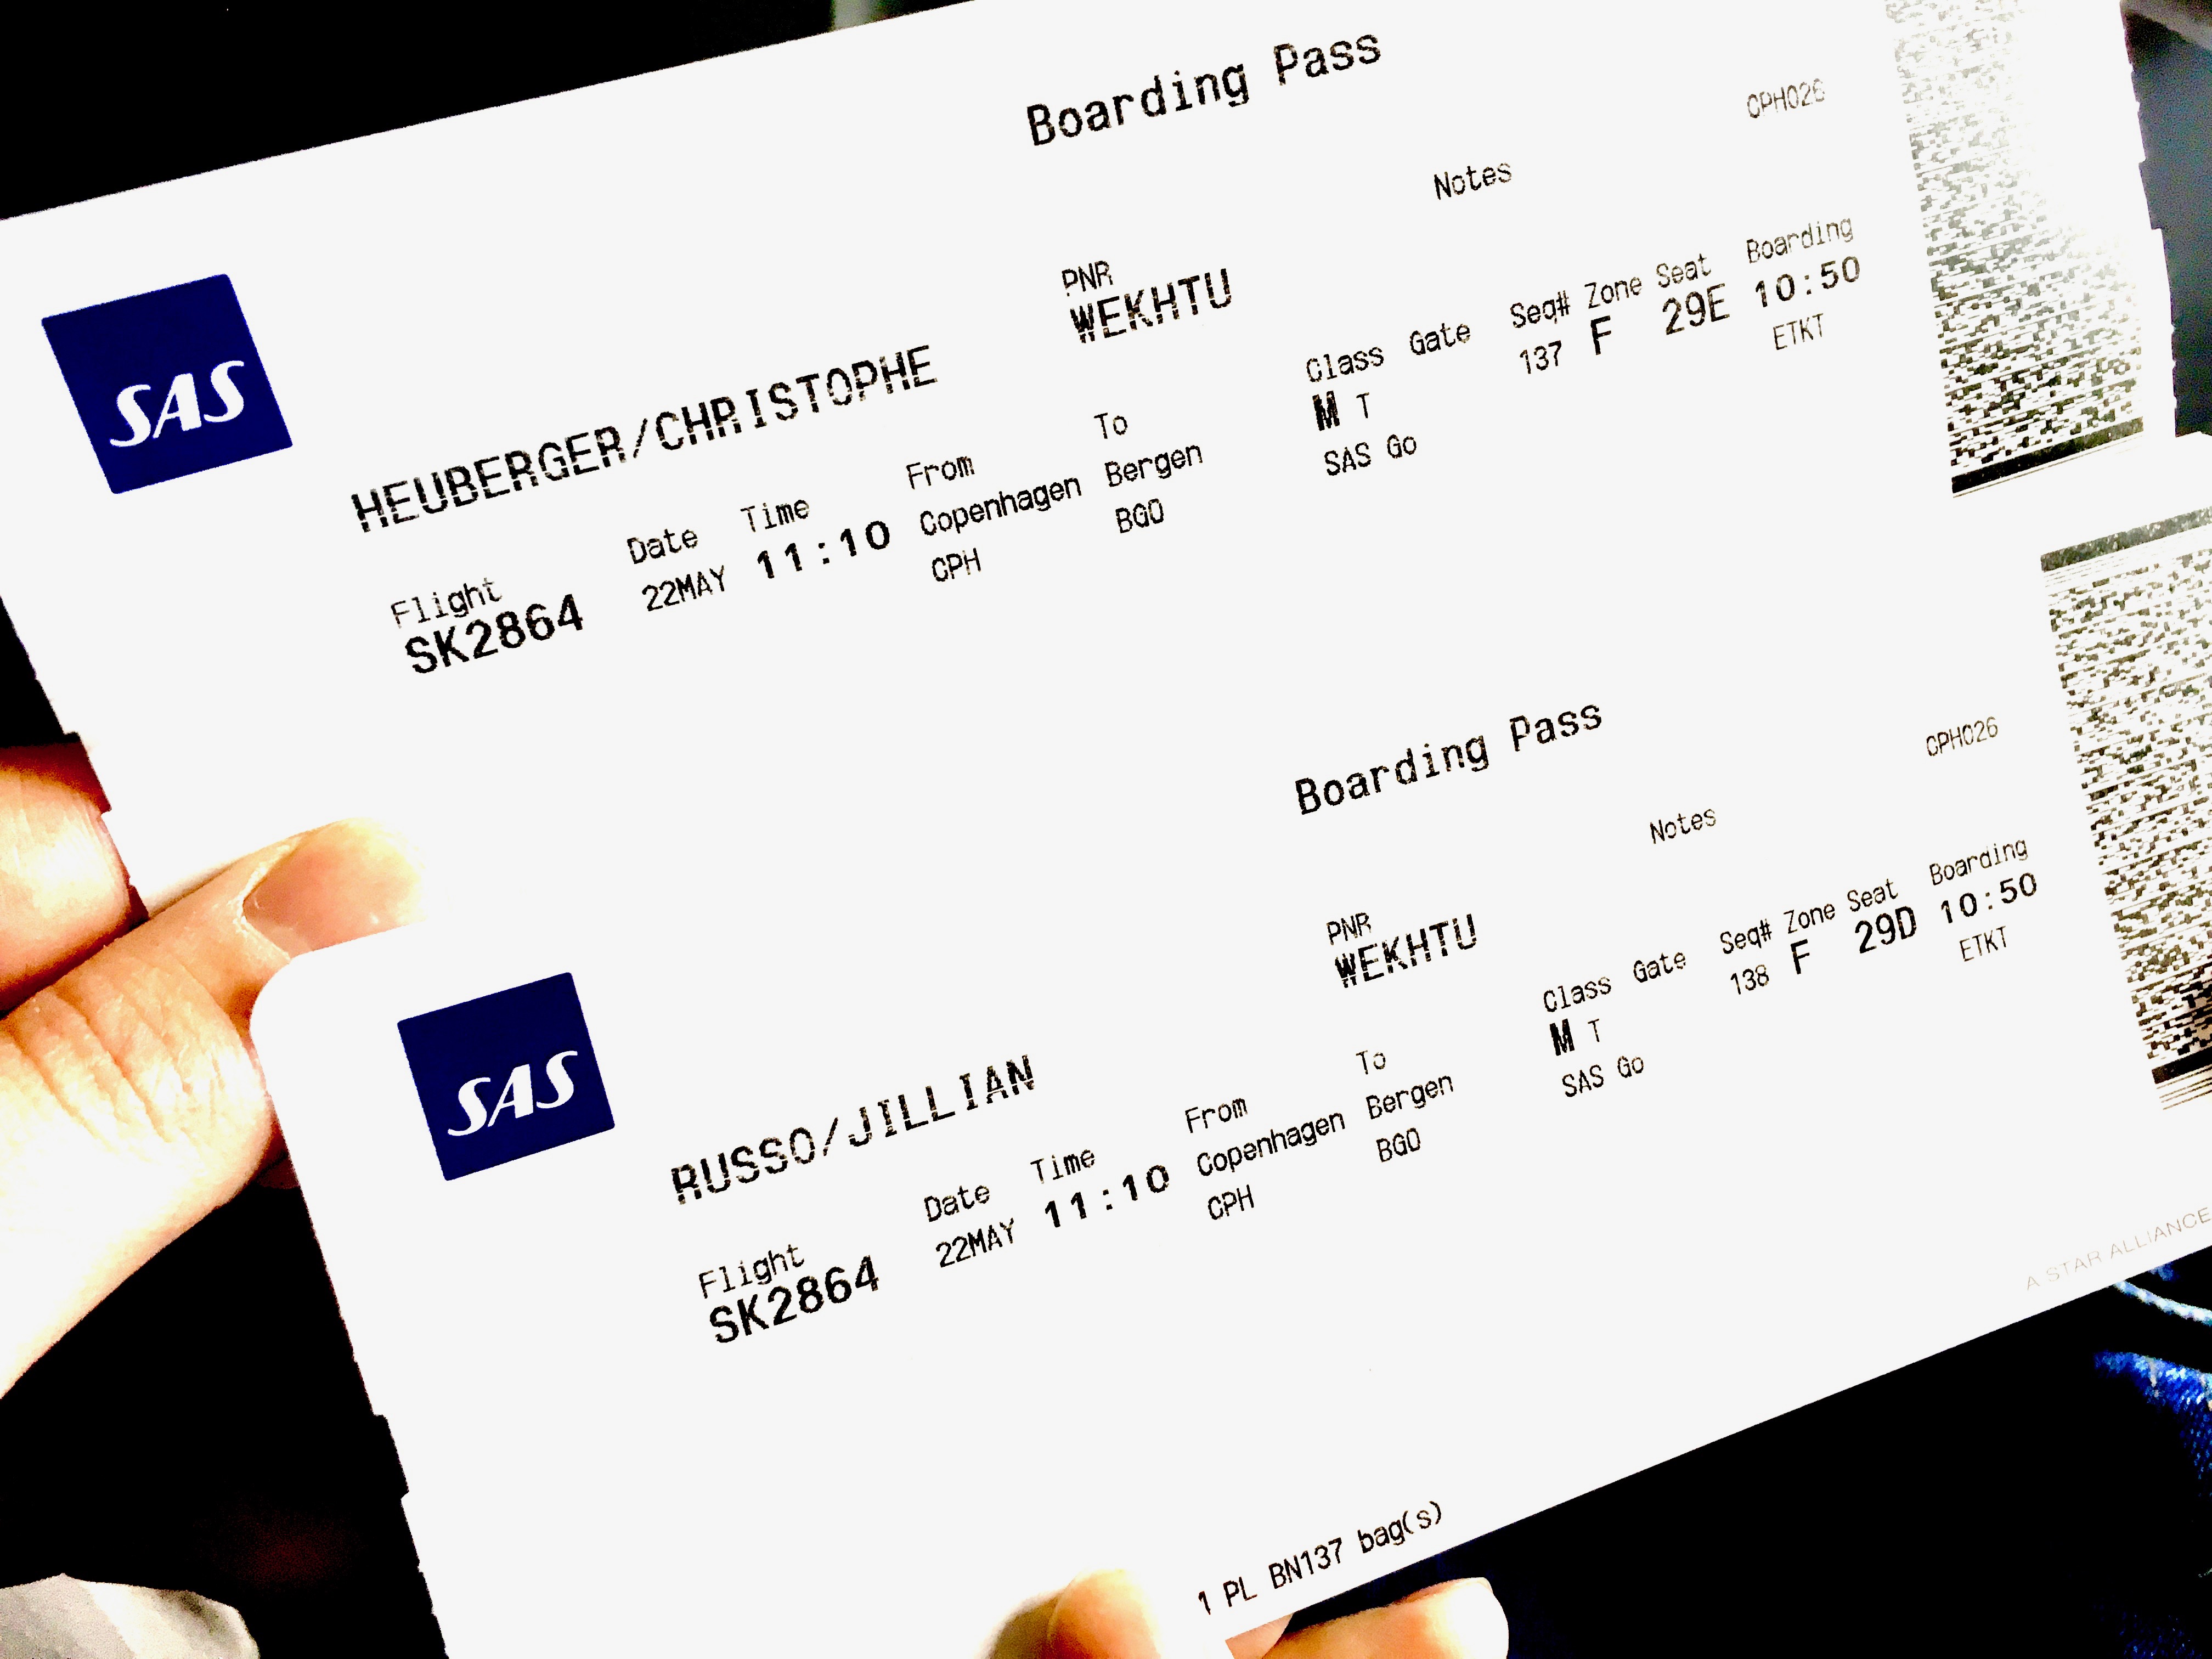 Boarding Pass
CPH026
Notes
SAS
PNR
WEKHTU
HEUBERGER/CHRISTOPHE
Class Gate Seq# Zone Seat Boarding
M T 137 F 29E 10:50
SAS Go ETKT
Flight Date Time From To
SK2864 22MAY 11:10 Copenhagen Bergen
CPH BGO
Boarding Pass
CPH026
Notes
SAS
PNR
WEKHTU
RUSSO/JILLIAN
Class Gate Seq# Zone Seat Boarding
M T 138 F 29D 10:50
SAS Go ETKT
Flight Date Time From To
SK2864 22MAY 11:10 Copenhagen Bergen
CPH BGO
A STAR ALLIANCE
1 PL BN137 bag(s)